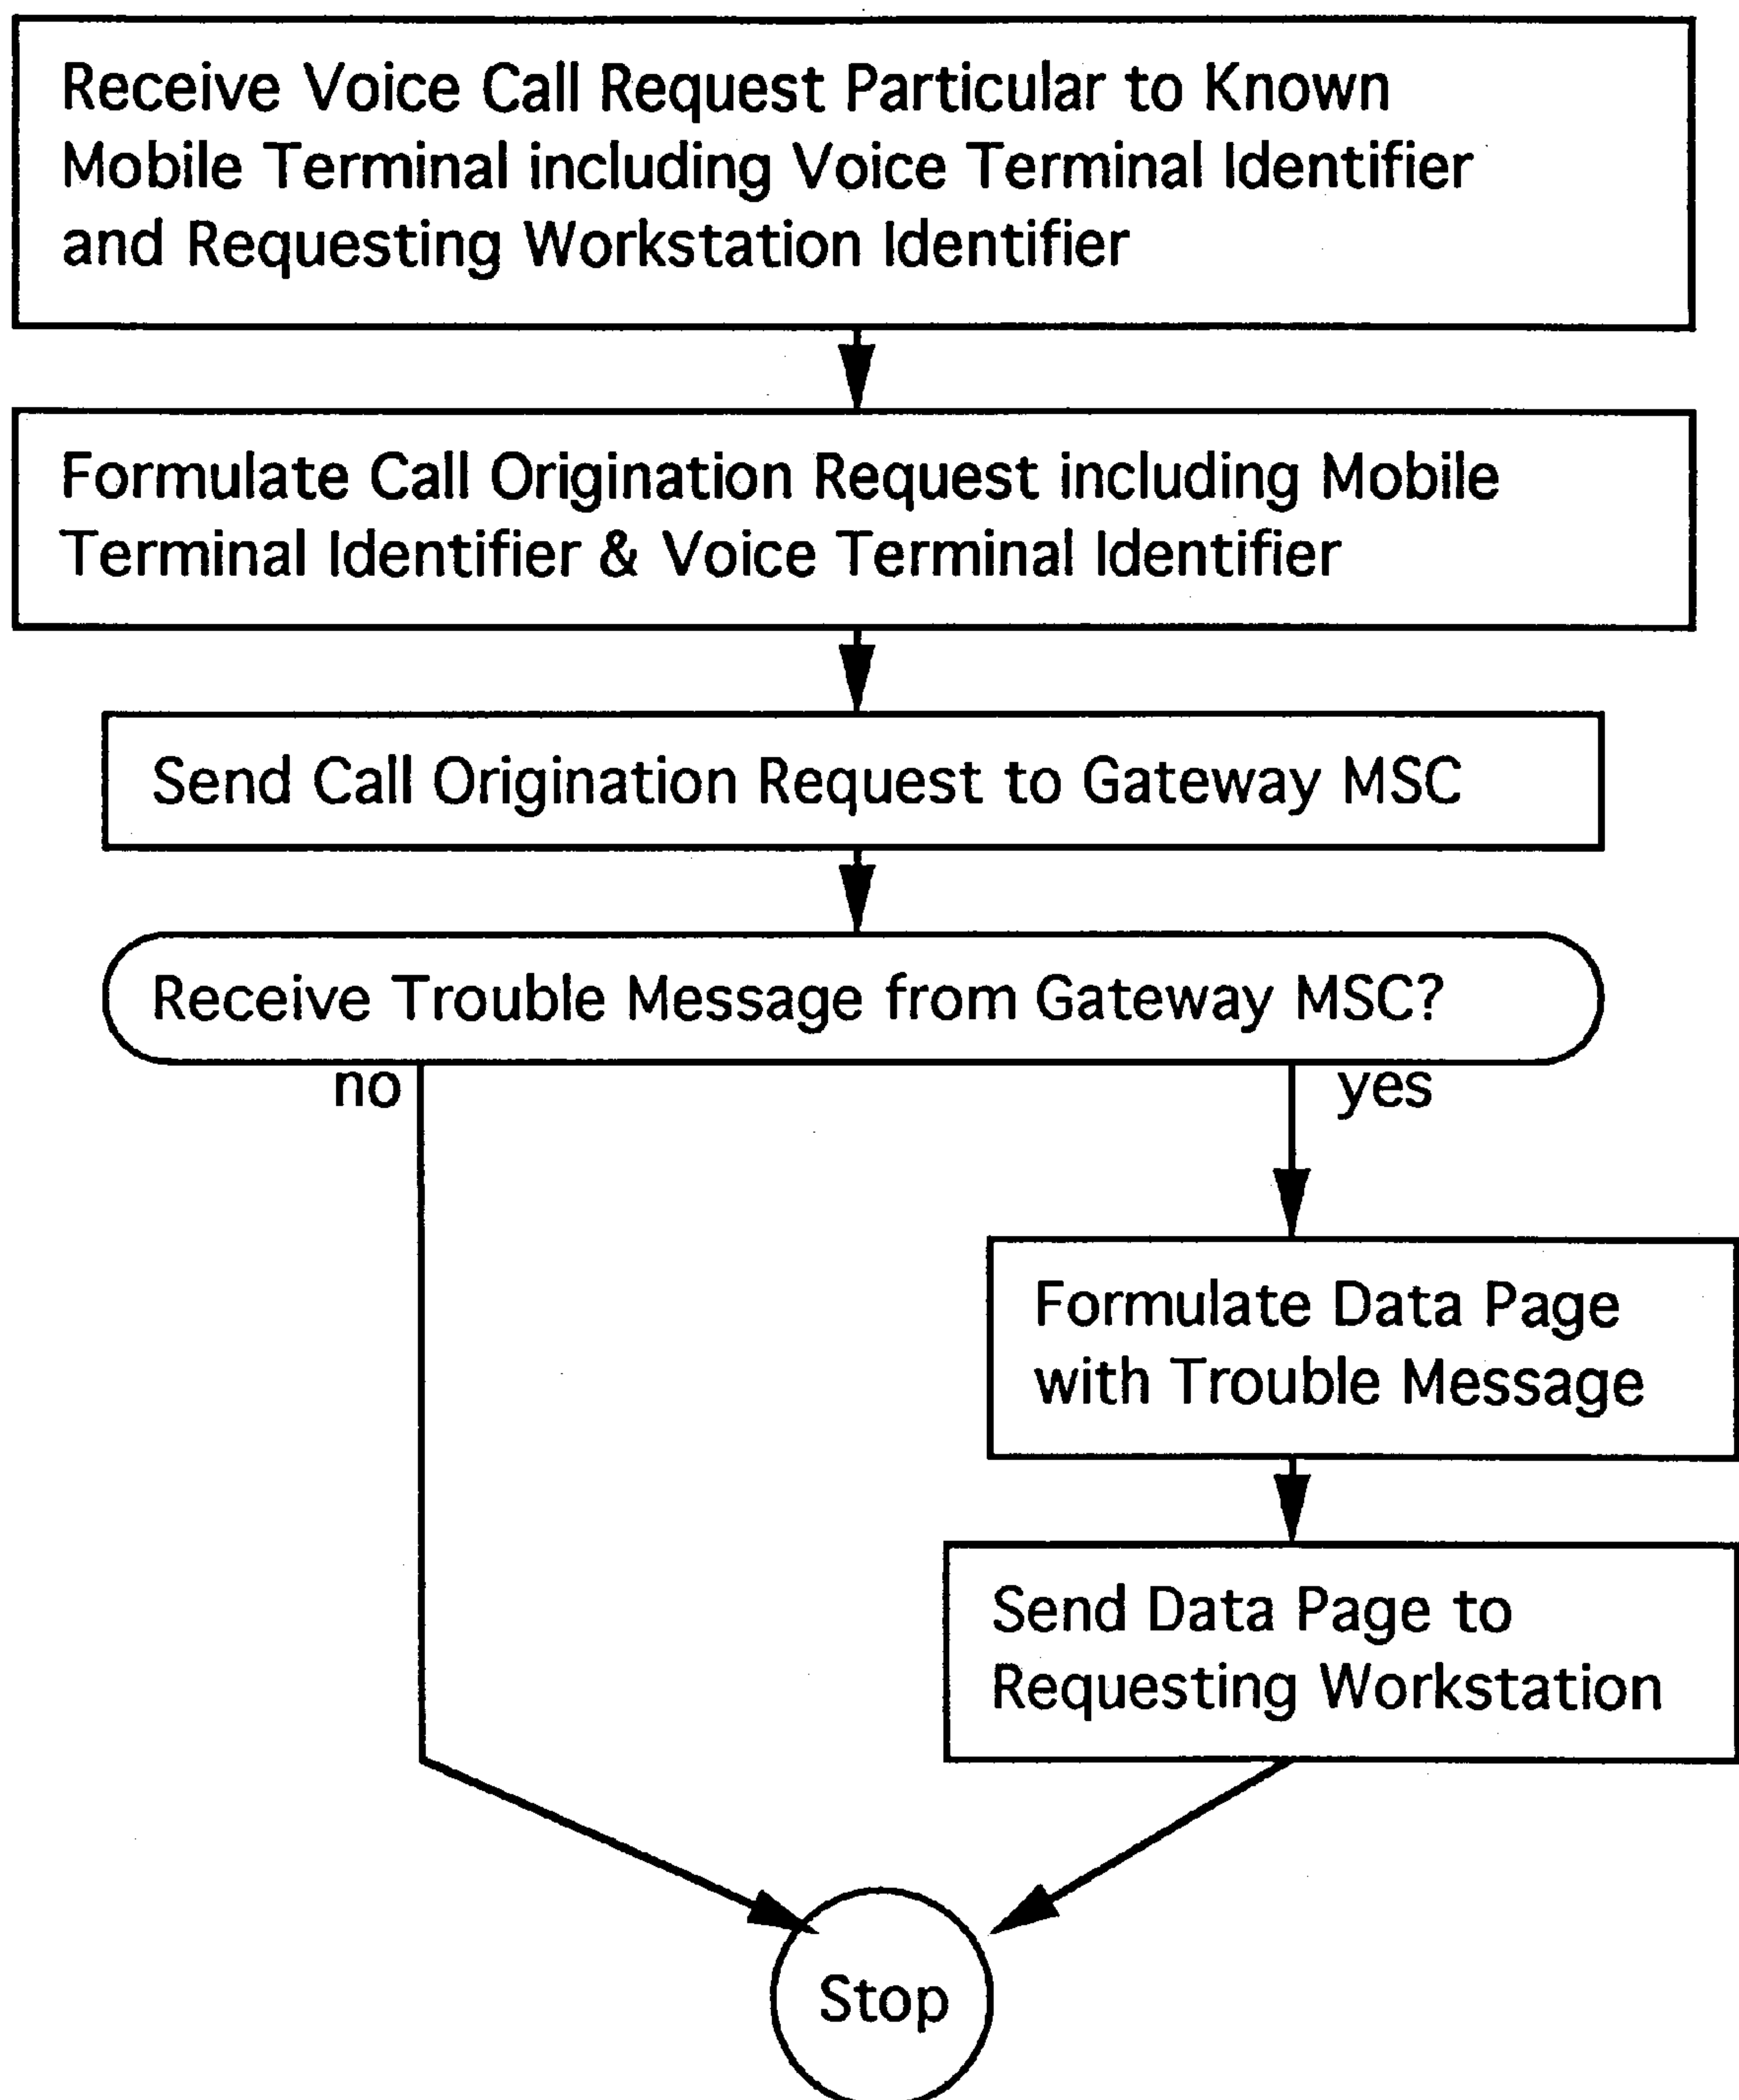 Receive Voice Call Request Particular to Known
Mobile Terminal including Voice Terminal Identifier
and Requesting Workstation Identifier
Formulate Call Origination Request including Mobile
Terminal Identifier & Voice Terminal Identifier
Send Call Origination Request to Gateway MSC
Receive Trouble Message from Gateway MSC?
no
yes
Formulate Data Page
with Trouble Message
Send Data Page to
Requesting Workstation
Stop